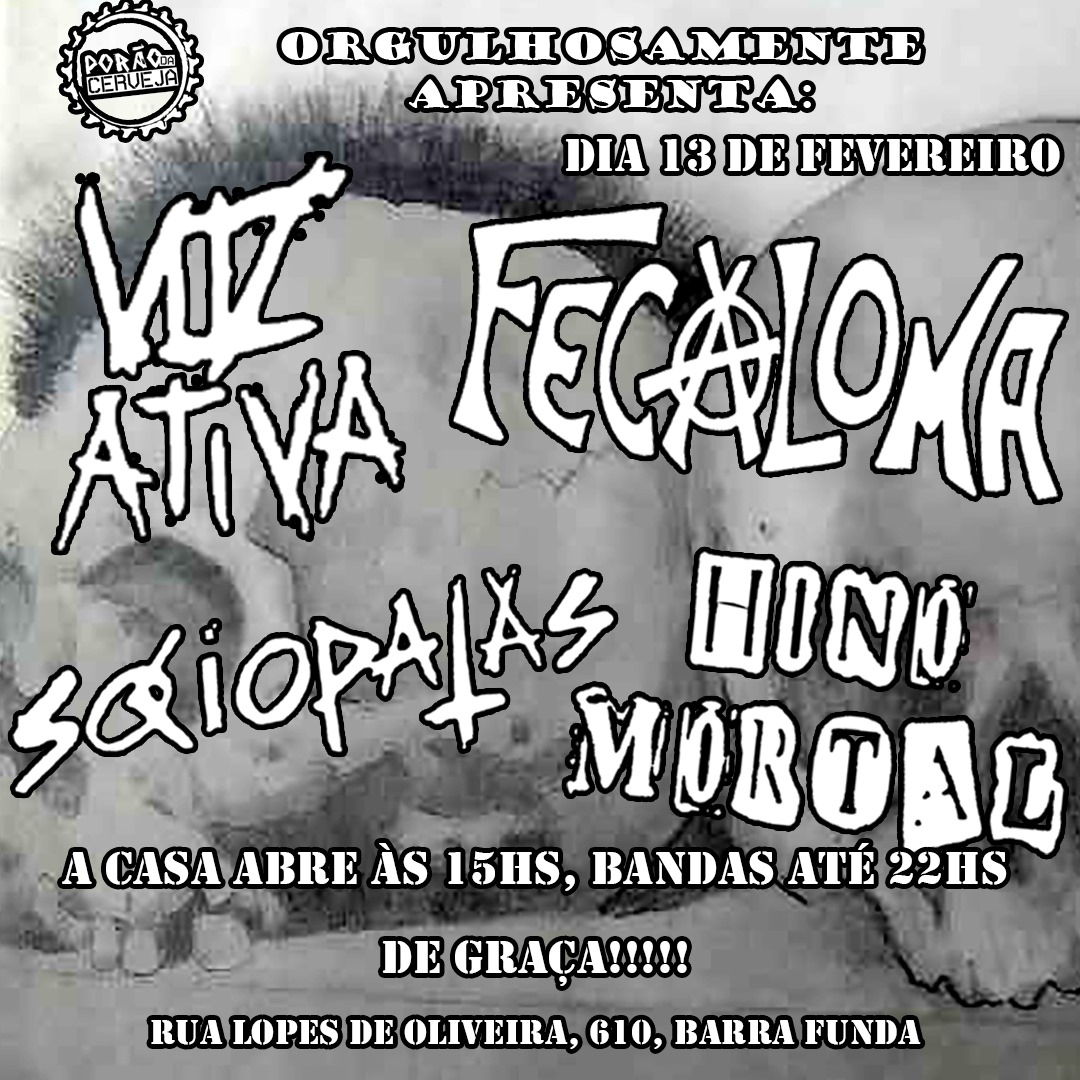 PORÃO DA
CERVEJA
ORGULHOSAMENTE
APRESENTA:
DIA 13 DE FEVEREIRO
VOZ
ATIVA
FECALOMA
SOCIOPATAS
HINO
MORTAL
A CASA ABRE ÀS 15HS, BANDAS ATÉ 22HS
DE GRAÇA!!!!!
RUA LOPES DE OLIVEIRA, 610, BARRA FUNDA